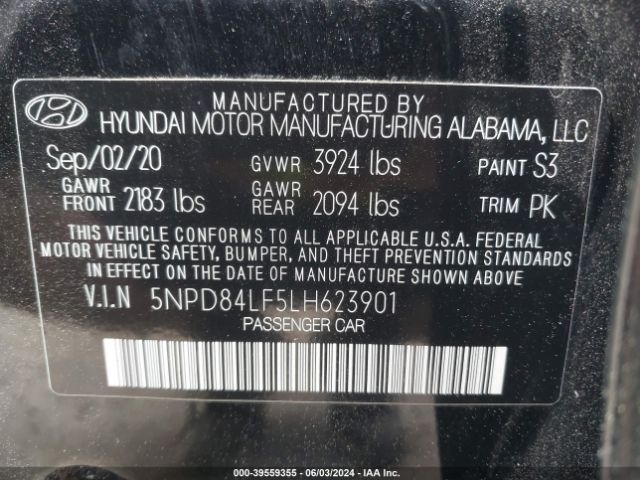 MANUFACTURED BY
HYUNDAI MOTOR MANUFACTURING ALABAMA, LLC
Sep/02/20 GVWR 3924 lbs PAINT S3
GAWR FRONT 2183 lbs GAWR REAR 2094 lbs TRIM PK
THIS VEHICLE CONFORMS TO ALL APPLICABLE U.S.A. FEDERAL
MOTOR VEHICLE SAFETY, BUMPER, AND THEFT PREVENTION STANDARDS
IN EFFECT ON THE DATE OF MANUFACTURE SHOWN ABOVE
V.I.N 5NPD84LF5LH623901
PASSENGER CAR
000-39559355 | 06/03/2024 | IAA Inc.